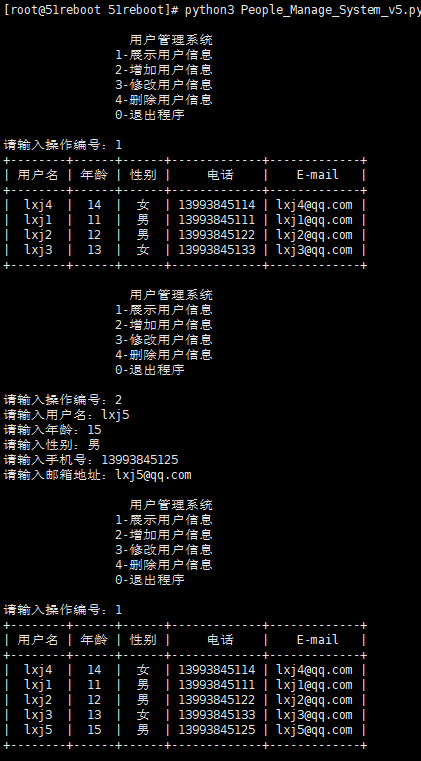 [root@51reboot 51reboot]# python3 People_Manage_System_v5.py
用户管理系统
1-展示用户信息
2-增加用户信息
3-修改用户信息
4-删除用户信息
0-退出程序
请输入操作编号：1
+--------+------+------+-------------+-------------+
| 用户名 | 年龄 | 性别 | 电话 | E-mail |
+--------+------+------+-------------+-------------+
| lxj4 | 14 | 女 | 13993845114 | lxj4@qq.com |
| lxj1 | 11 | 男 | 13993845111 | lxj1@qq.com |
| lxj2 | 12 | 男 | 13993845122 | lxj2@qq.com |
| lxj3 | 13 | 女 | 13993845133 | lxj3@qq.com |
+--------+------+------+-------------+-------------+
用户管理系统
1-展示用户信息
2-增加用户信息
3-修改用户信息
4-删除用户信息
0-退出程序
请输入操作编号：2
请输入用户名：lxj5
请输入年龄：15
请输入性别：男
请输入手机号：13993845125
请输入邮箱地址：lxj5@qq.com
用户管理系统
1-展示用户信息
2-增加用户信息
3-修改用户信息
4-删除用户信息
0-退出程序
请输入操作编号：1
+--------+------+------+-------------+-------------+
| 用户名 | 年龄 | 性别 | 电话 | E-mail |
+--------+------+------+-------------+-------------+
| lxj4 | 14 | 女 | 13993845114 | lxj4@qq.com |
| lxj1 | 11 | 男 | 13993845111 | lxj1@qq.com |
| lxj2 | 12 | 男 | 13993845122 | lxj2@qq.com |
| lxj3 | 13 | 女 | 13993845133 | lxj3@qq.com |
| lxj5 | 15 | 男 | 13993845125 | lxj5@qq.com |
+--------+------+------+-------------+-------------+